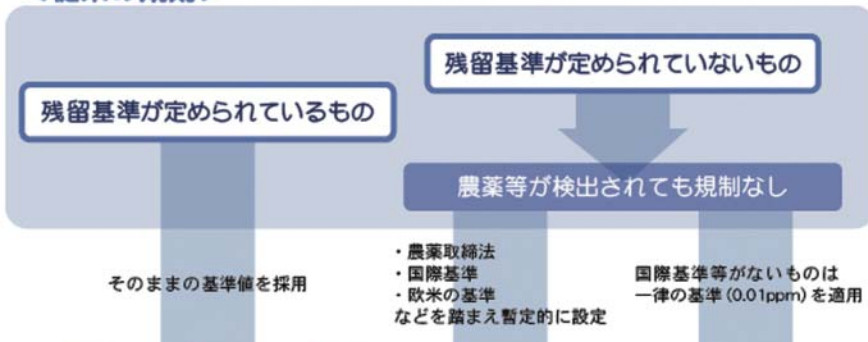 残留基準が定められていないもの
残留基準が定められているもの
農薬等が検出されても規制なし
そのままの基準値を採用
・農薬取締法
・国際基準
・欧米の基準
などを踏まえ暫定的に設定
国際基準等がないものは
一律の基準(0.01ppm)を適用